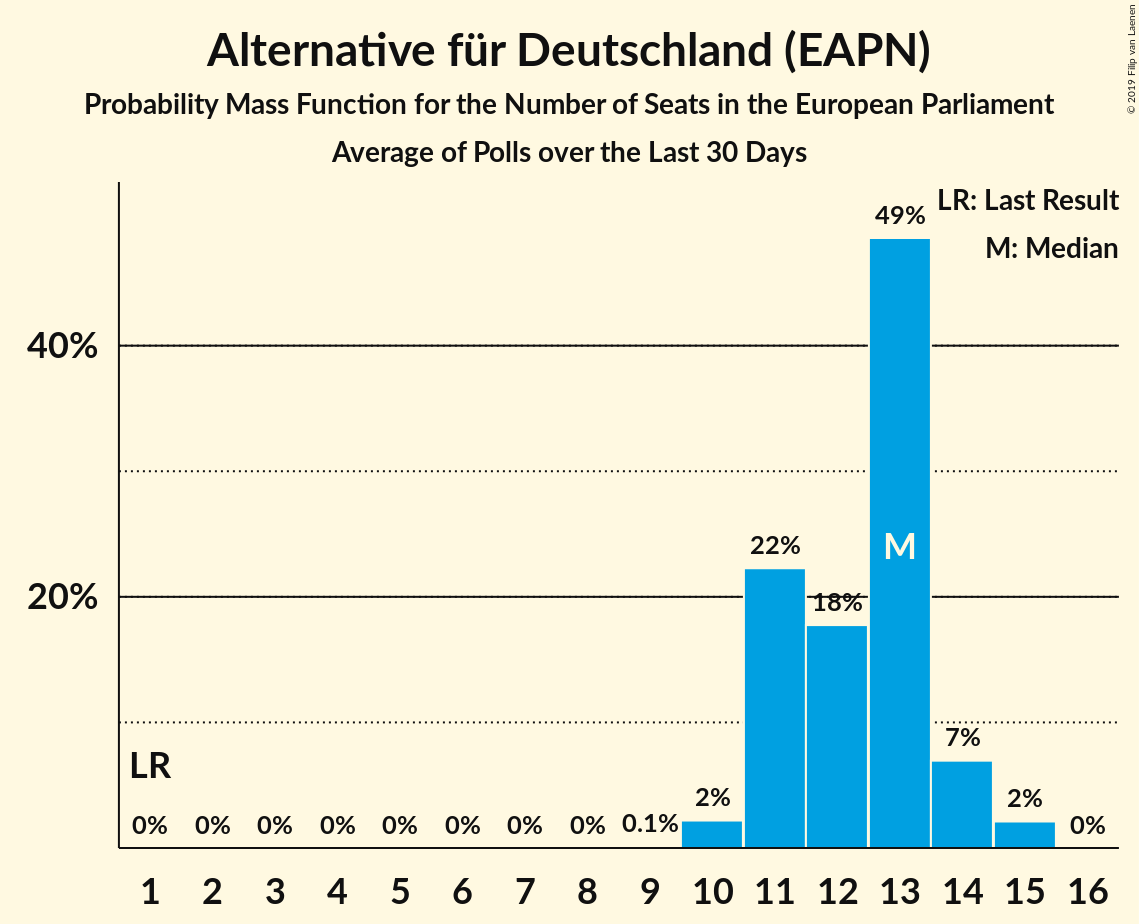 Alternative für Deutschland (EAPN)
Probability Mass Function for the Number of Seats in the European Parliament
Average of Polls over the Last 30 Days
© 2019 Filip van Laenen
LR: Last Result
M: Median
49%
40%
M
22%
20%
18%
LR
7%
0% 0% 0% 0% 0% 0% 0% 0% 0.1% 2% 2% 0%
1 2 3 4 5 6 7 8 9 10 11 12 13 14 15 16